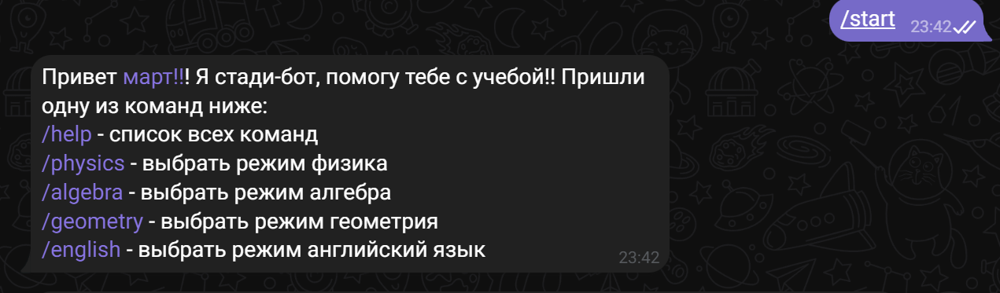 /start 23:42
Привет март!!! Я стади-бот, помогу тебе с учебой!! Пришли
одну из команд ниже:
/help - список всех команд
/physics - выбрать режим физика
/algebra - выбрать режим алгебра
/geometry - выбрать режим геометрия
/english - выбрать режим английский язык
23:42